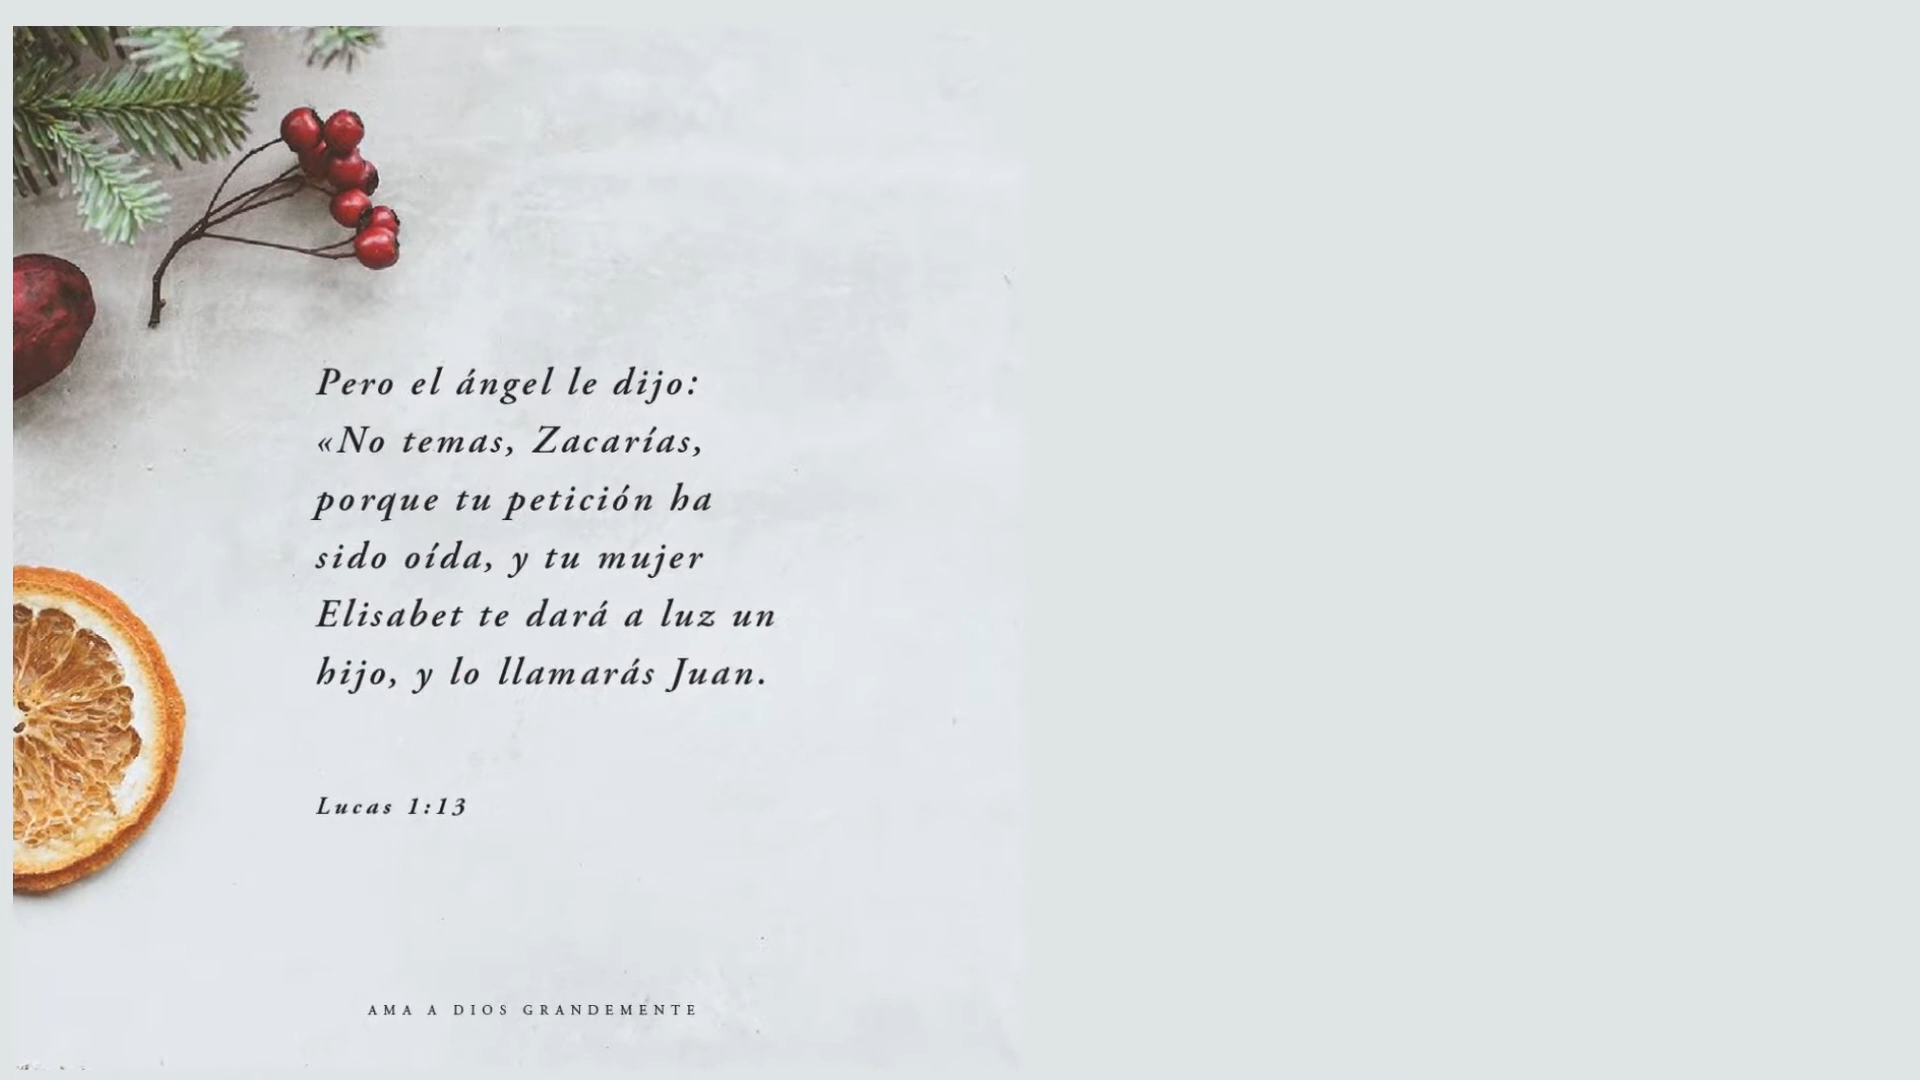 Pero el ángel le dijo:
«No temas, Zacarías,
porque tu petición ha
sido oída, y tu mujer
Elisabet te dará a luz un
hijo, y lo llamarás Juan.
Lucas 1:13
AMA A DIOS GRANDEMENTE